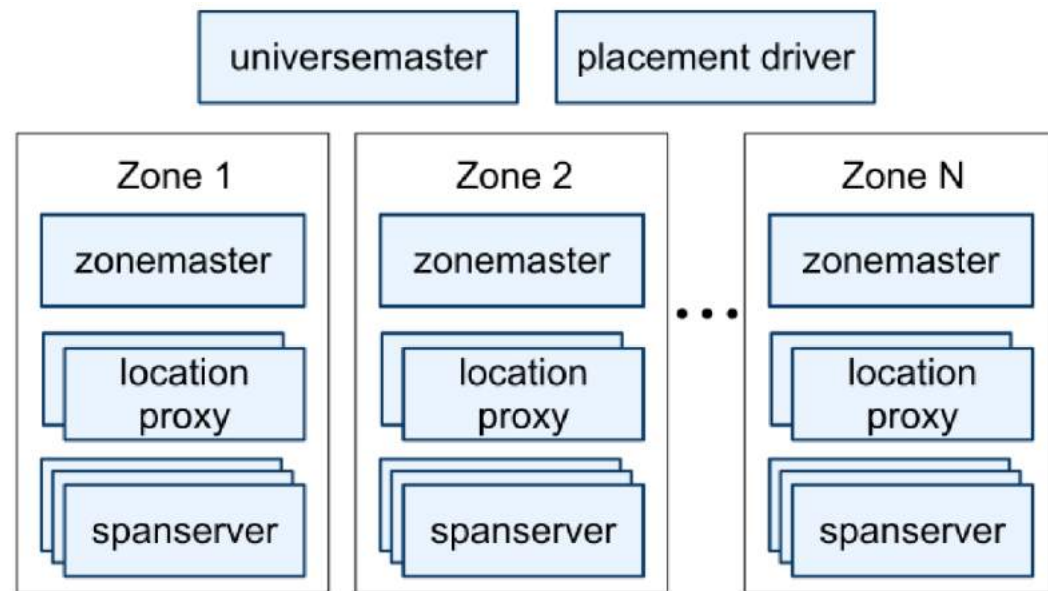 universemaster
placement driver
Zone 1
zonemaster
location
proxy
spanserver
Zone 2
zonemaster
location
proxy
spanserver
...
Zone N
zonemaster
location
proxy
spanserver